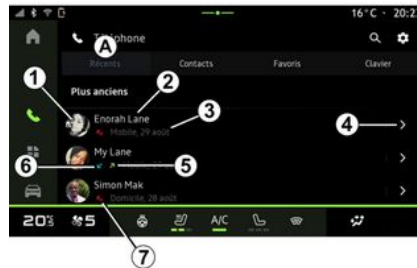 16°C · 20:2
Téléphone
A
Récents Contacts Favoris Clavier
Plus anciens
1 2
Enorah Lane
3
Mobile, 29 août
4
My Lane
6 5
Simon Mak
Domicile, 28 août
20°5 5 A/C
7